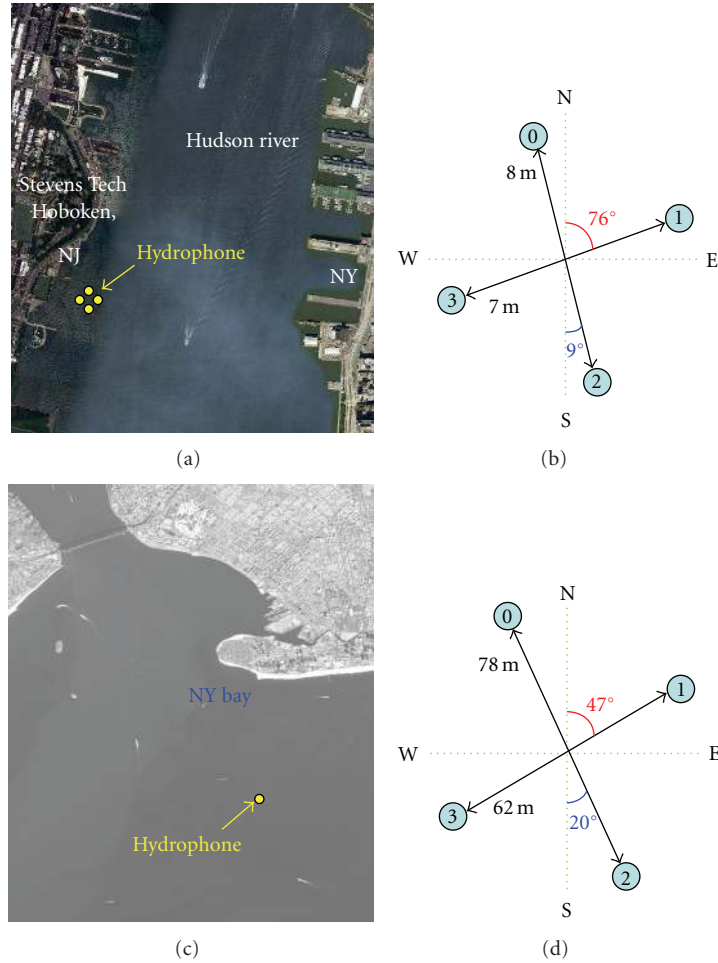 Hudson river
Stevens Tech
Hoboken,
NJ
Hydrophone
NY
(a)
N
0
8 m
76°
1
W
E
3
7 m
9°
2
S
(b)
NY bay
Hydrophone
(c)
N
0
78 m
47°
1
W
E
3
62 m
20°
2
S
(d)